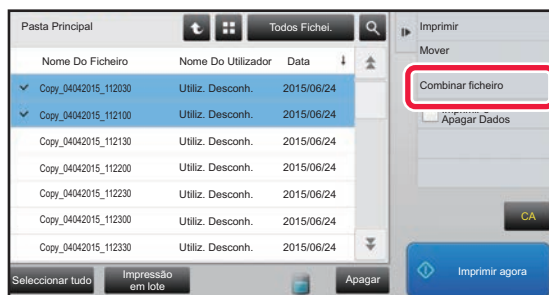 Pasta Principal
Todos Fichei.
Nome Do Ficheiro Nome Do Utilizador Data
Copy_04042015_112030 Utiliz. Desconh. 2015/06/24
Copy_04042015_112100 Utiliz. Desconh. 2015/06/24
Copy_04042015_112130 Utiliz. Desconh. 2015/06/24
Copy_04042015_112200 Utiliz. Desconh. 2015/06/24
Copy_04042015_112230 Utiliz. Desconh. 2015/06/24
Copy_04042015_112300 Utiliz. Desconh. 2015/06/24
Copy_04042015_112330 Utiliz. Desconh. 2015/06/24
Seleccionar tudo
Impressão
em lote
Apagar
Imprimir
Mover
Combinar ficheiro
Apagar Dados
CA
Imprimir agora